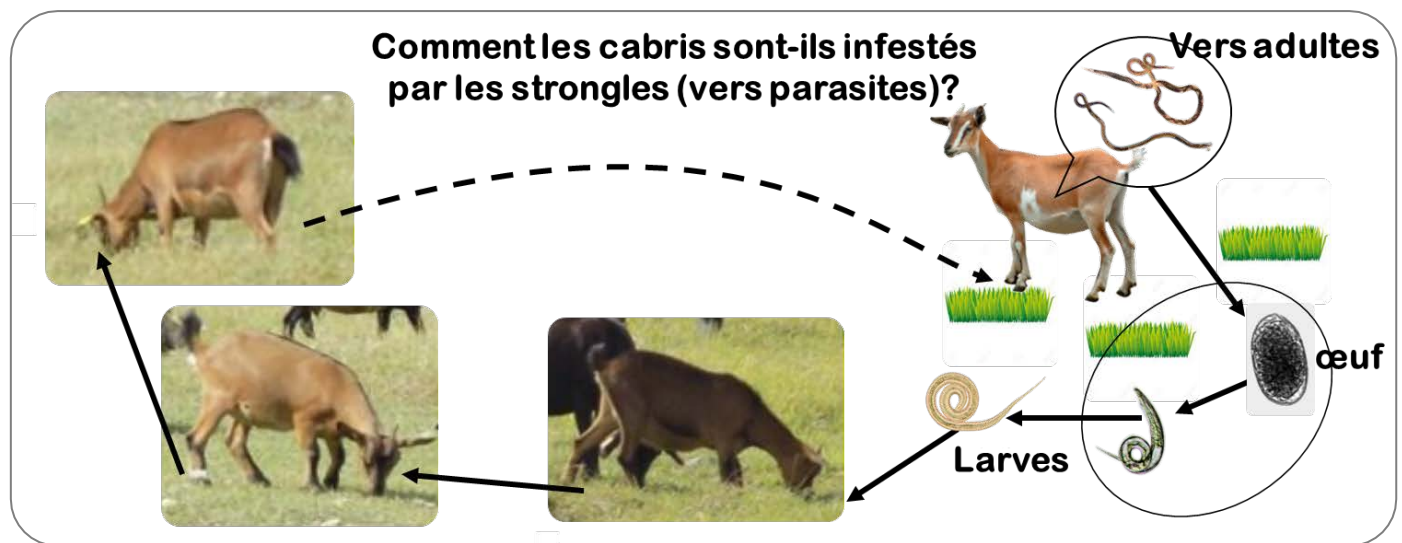 Comment les cabris sont-ils infestés
par les strongles (vers parasites)?
Vers adultes
œuf
Larves